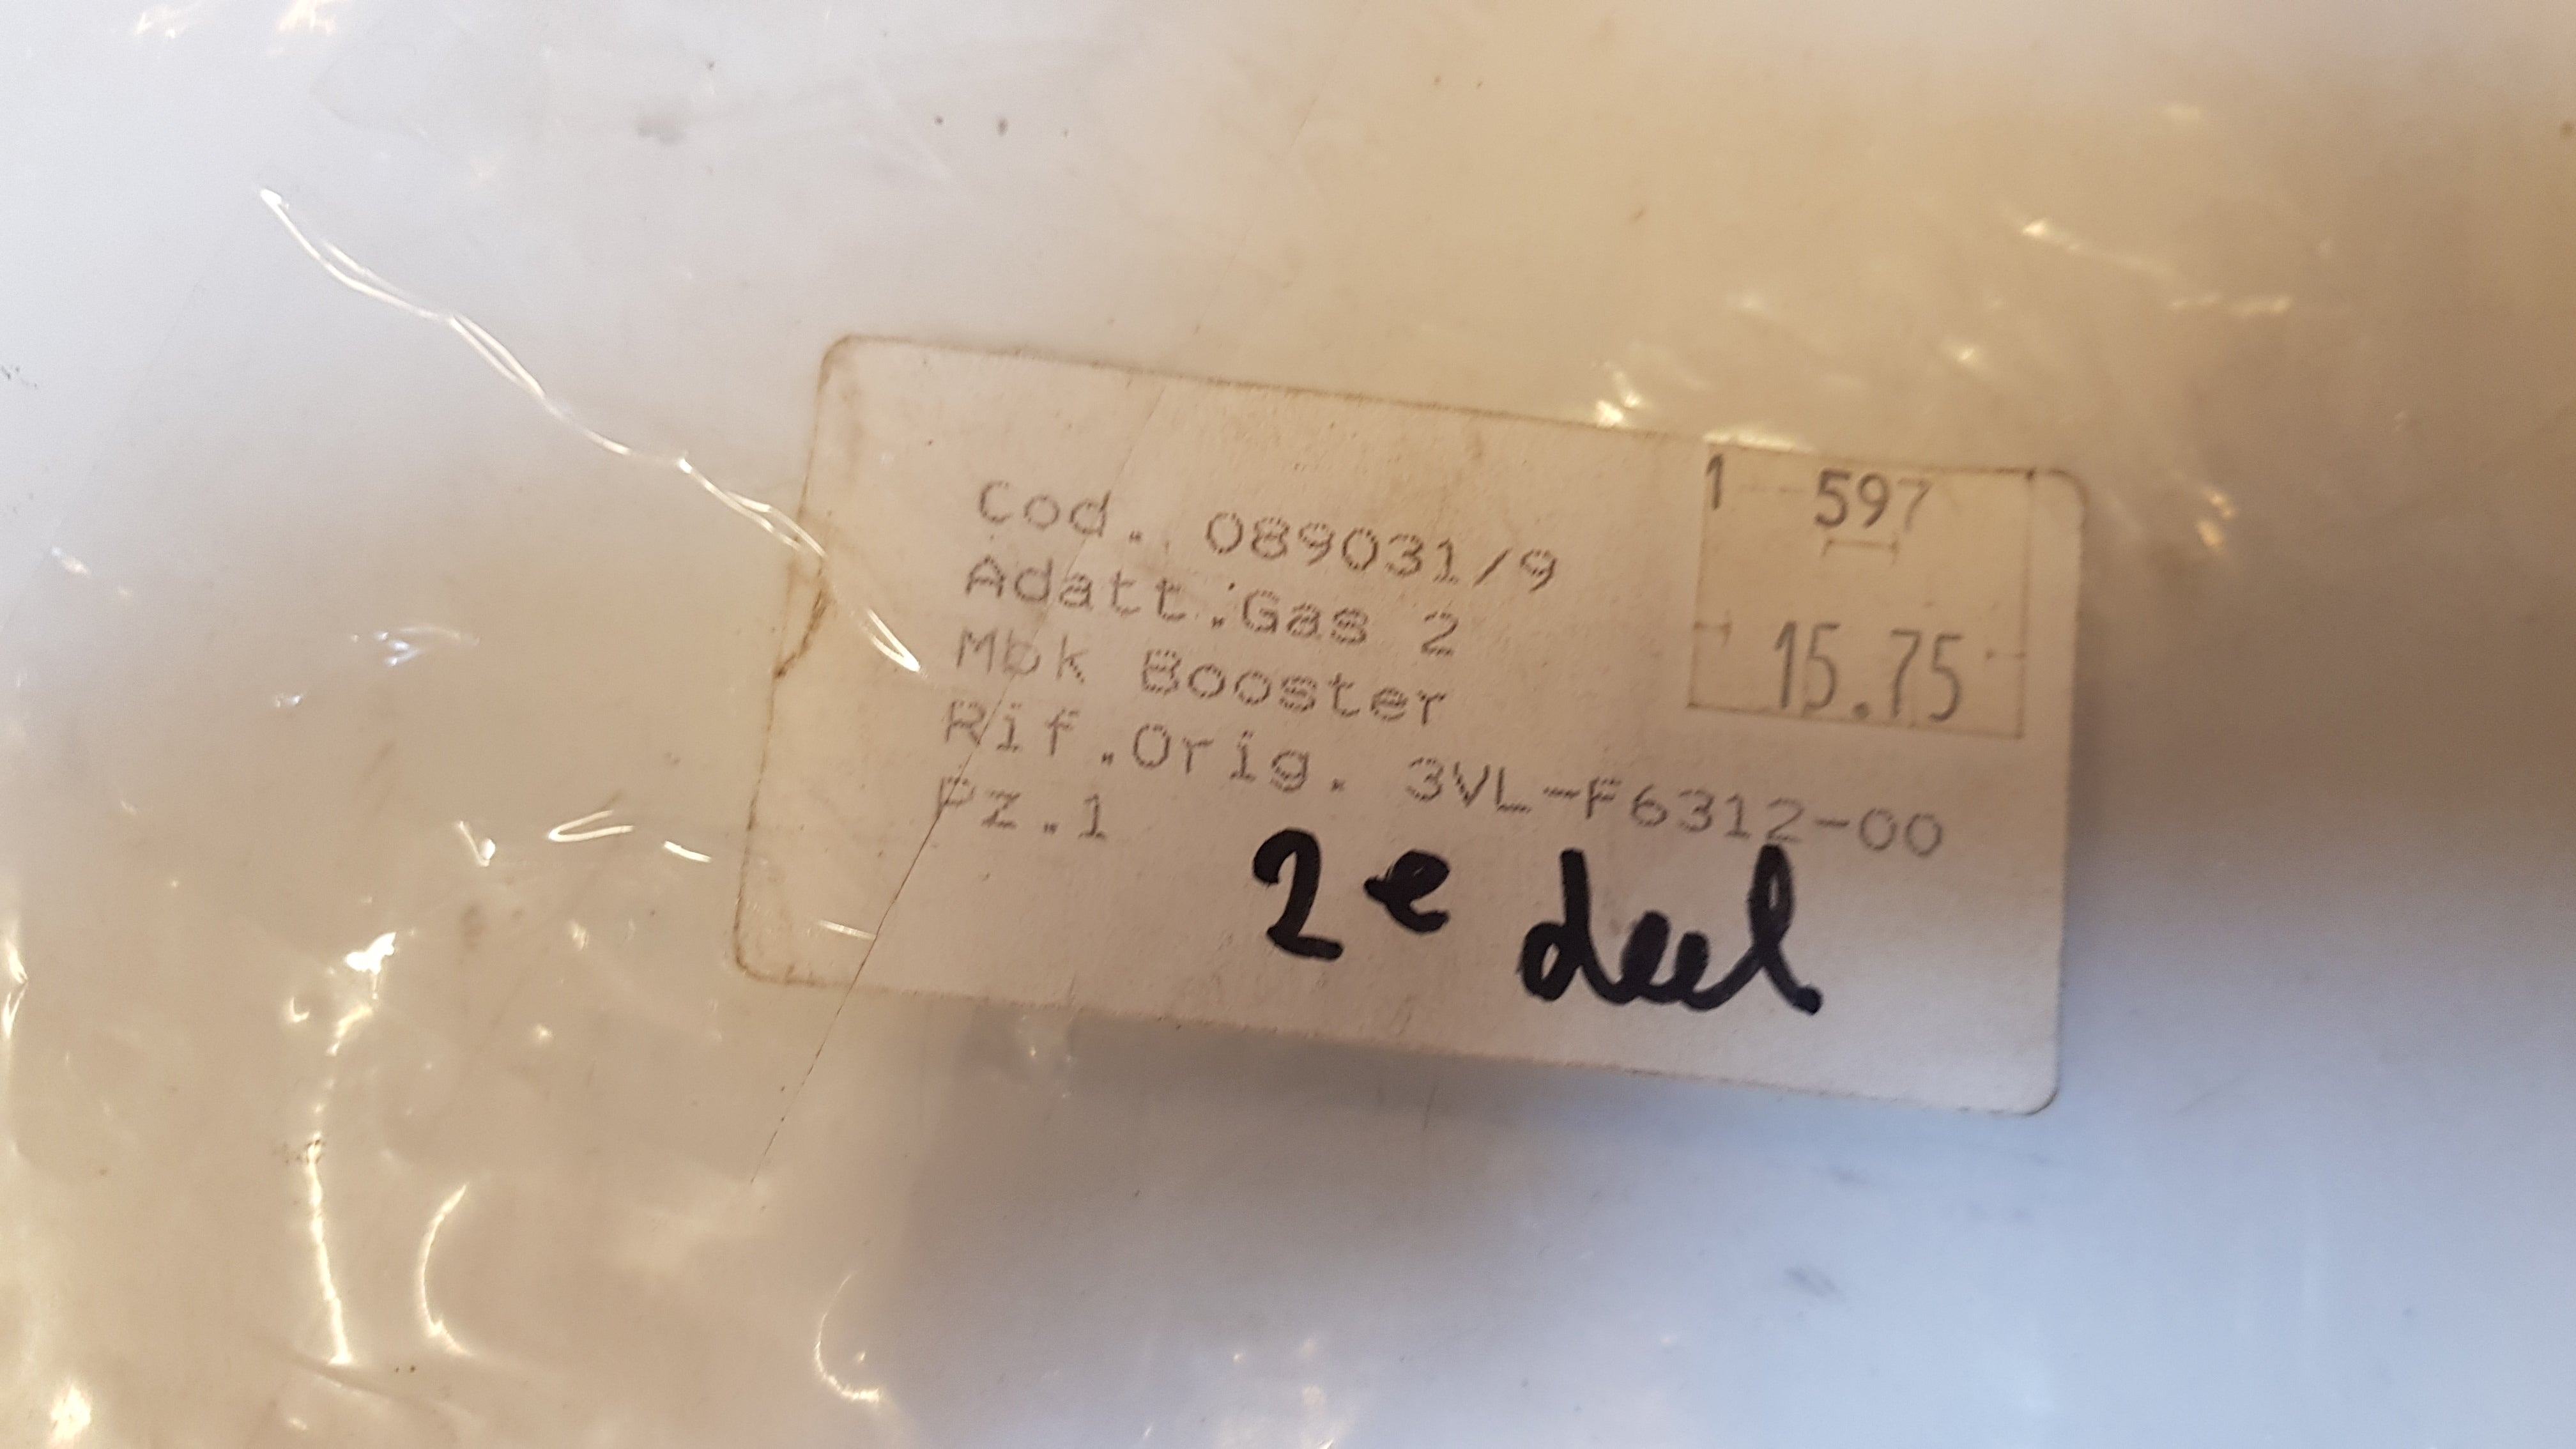 Cod. 089031/9
Adatt.Gas 2
Mbk Booster
Rif.Orig. 3VL-F6312-00
Pz.1
1 597
15.75
2e deel